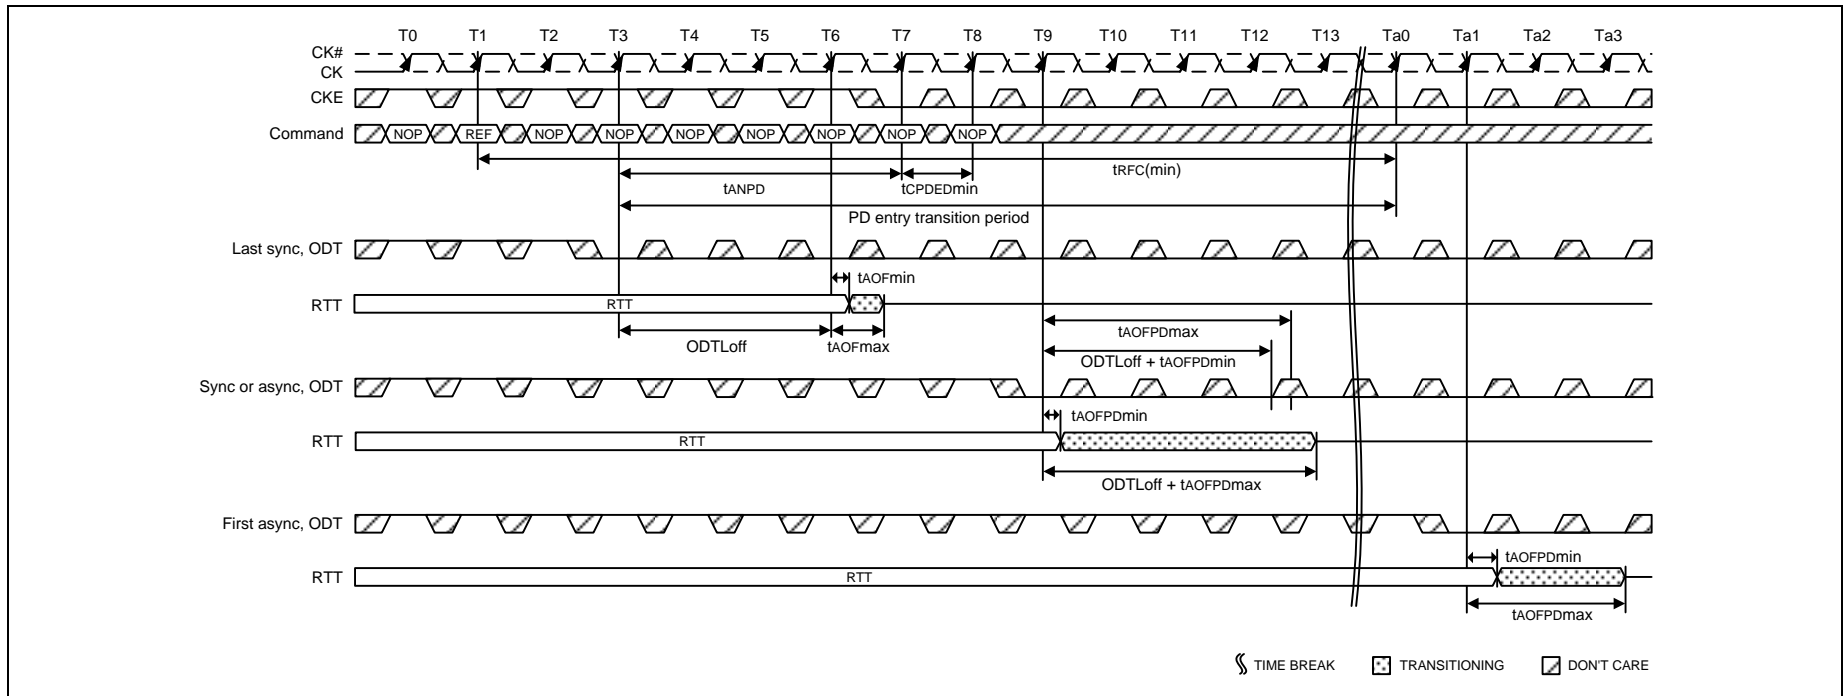 T0 T1 T2 T3 T4 T5 T6 T7 T8 T9 T10 T11 T12 T13 Ta0 Ta1 Ta2 Ta3
CK#
CK
CKE
Command NOP REF NOP NOP NOP NOP NOP NOP NOP
tRFC(min)
tANPD tCPDEDmin
PD entry transition period
Last sync, ODT
tAOFmin
RTT RTT
tAOFPDmax
ODTLoff tAOFmax
ODTLoff + tAOFPDmin
Sync or async, ODT
tAOFPDmin
RTT RTT
ODTLoff + tAOFPDmax
First async, ODT
tAOFPDmin
RTT RTT
tAOFPDmax
TIME BREAK TRANSITIONING DON'T CARE